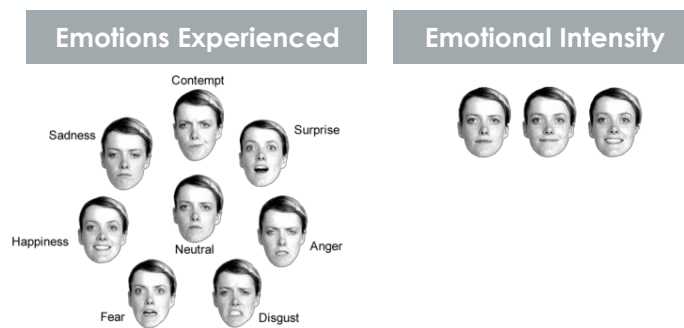 Emotions Experienced
Emotional Intensity
Contempt
Sadness
Surprise
Happiness
Neutral
Anger
Fear
Disgust